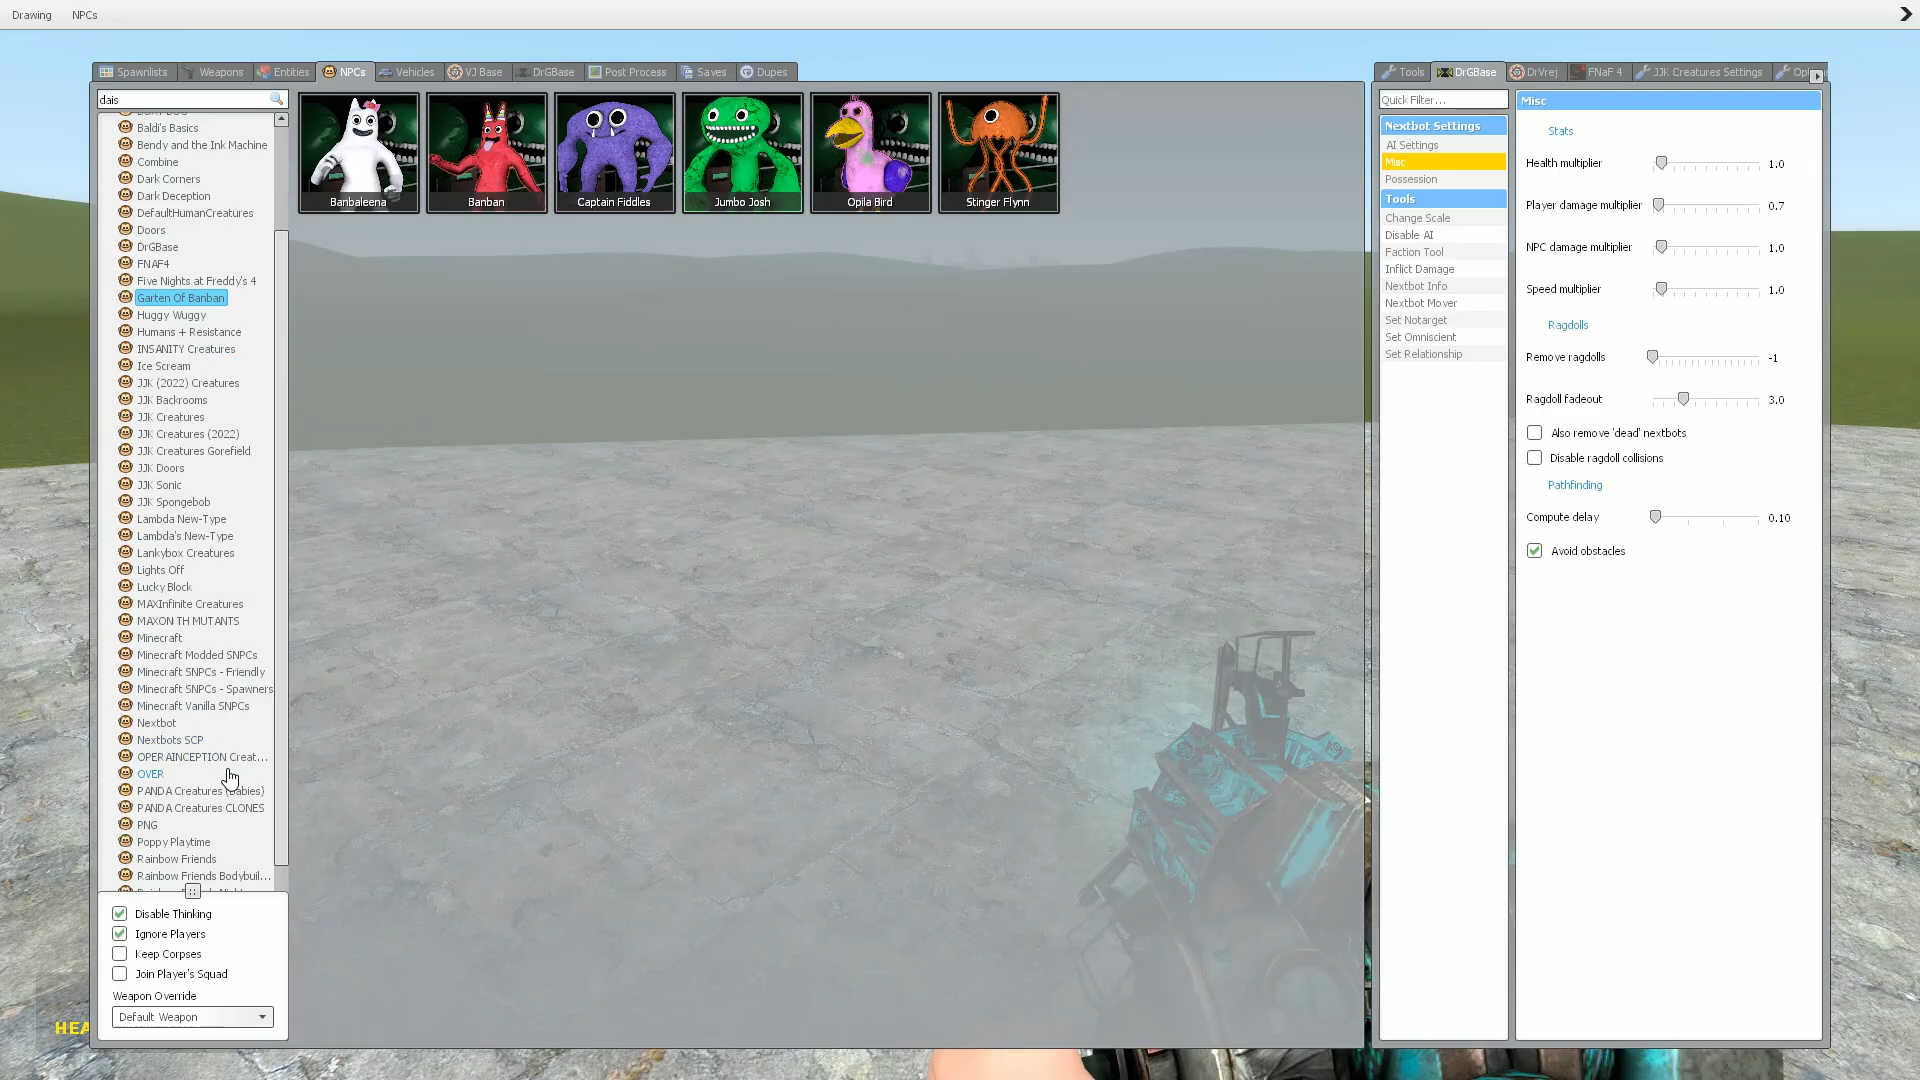 Drawing NPCs
Spawnlists Weapons Entities NPCs Vehicles VJ Base DrGBase Post Process Saves Dupes
Tools DrGBase DrVrej FNaF 4 JJK Creatures Settings
dais
Baldi's Basics
Bendy and the Ink Machine
Combine
Dark Corners
Dark Deception
DefaultHumanCreatures
Doors
DrGBase
FNAF4
Five Nights at Freddy's 4
Garten Of Banban
Huggy Wuggy
Humans + Resistance
INSANITY Creatures
Ice Scream
JJK (2022) Creatures
JJK Backrooms
JJK Creatures
JJK Creatures (2022)
JJK Creatures Gorefield
JJK Doors
JJK Sonic
JJK Spongebob
Lambda New-Type
Lambda's New-Type
Lankybox Creatures
Lights Off
Lucky Block
MAXInfinite Creatures
MAXON TH MUTANTS
Minecraft
Minecraft Modded SNPCs
Minecraft SNPCs - Friendly
Minecraft SNPCs - Spawners
Minecraft Vanilla SNPCs
Nextbot
Nextbots SCP
OPERAINCEPTION Creat...
OVER
PANDA Creatures (Babies)
PANDA Creatures CLONES
PNG
Poppy Playtime
Rainbow Friends
Rainbow Friends Bodybuil...
Disable Thinking
Ignore Players
Keep Corpses
Join Player's Squad
Weapon Override
Default Weapon
HEA
Banbaleena
Banban
Captain Fiddles
Jumbo Josh
Opila Bird
Stinger Flynn
Quick Filter...
Nextbot Settings
AI Settings
Misc
Possession
Tools
Change Scale
Disable AI
Faction Tool
Inflict Damage
Nextbot Info
Nextbot Mover
Set Notarget
Set Omniscient
Set Relationship
Misc
Stats
Health multiplier 1.0
Player damage multiplier 0.7
NPC damage multiplier 1.0
Speed multiplier 1.0
Ragdolls
Remove ragdolls -1
Ragdoll fadeout 3.0
Also remove 'dead' nextbots
Disable ragdoll collisions
Pathfinding
Compute delay 0.10
Avoid obstacles